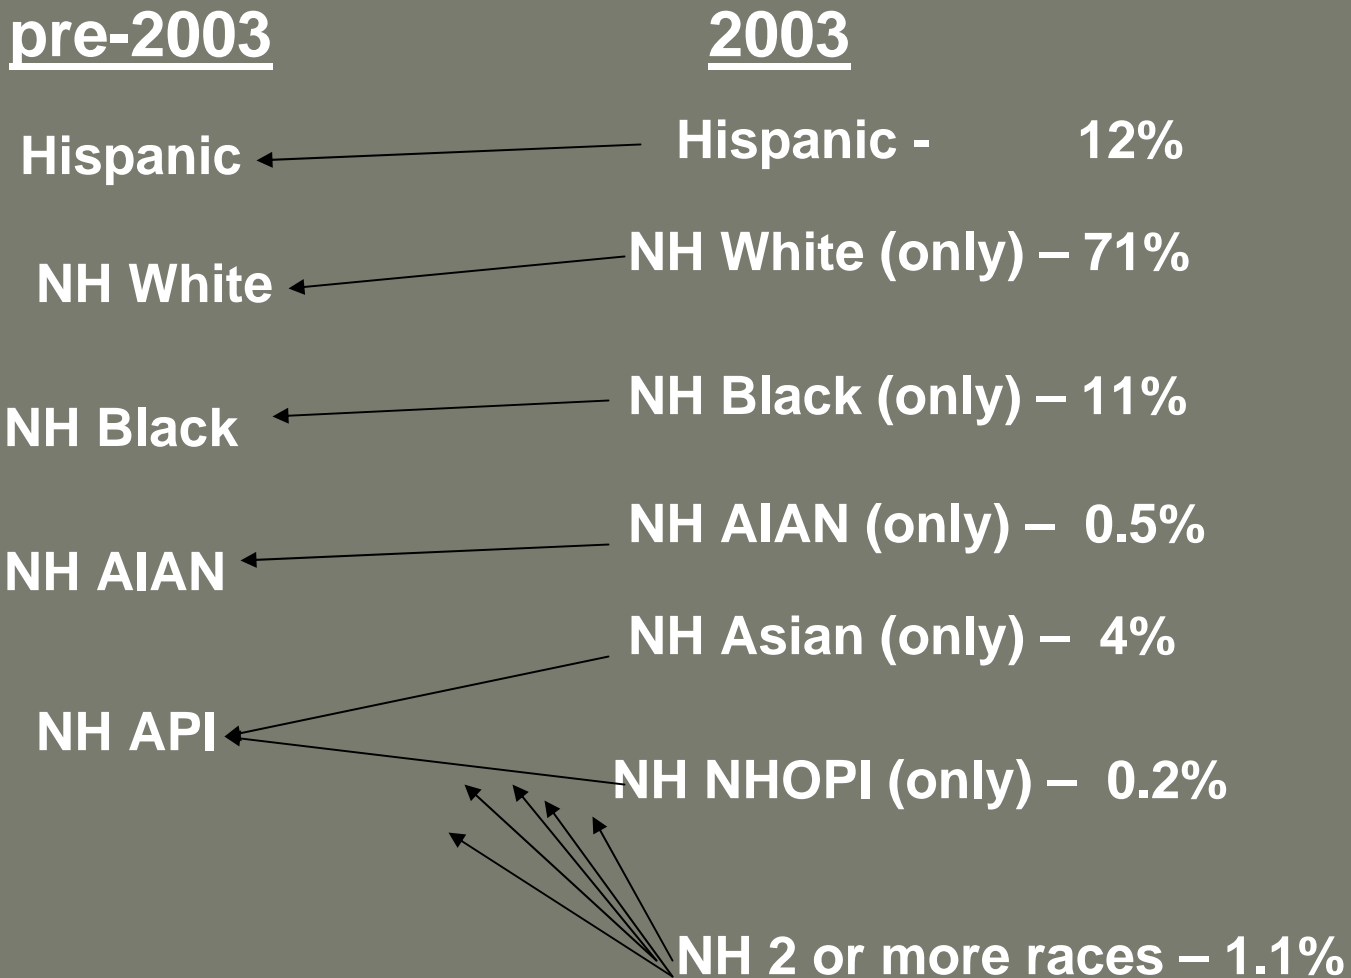 pre-2003
2003
Hispanic
Hispanic - 12%
NH White
NH White (only) – 71%
NH Black
NH Black (only) – 11%
NH AIAN
NH AIAN (only) – 0.5%
NH Asian (only) – 4%
NH API
NH NHOPI (only) – 0.2%
NH 2 or more races – 1.1%